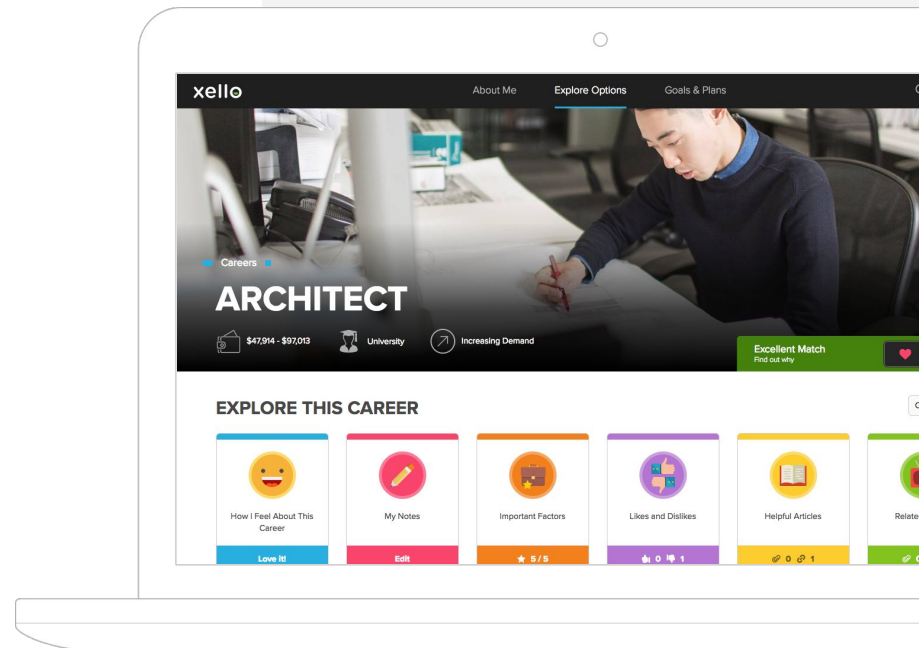 xello
About Me
Explore Options
Goals & Plans
Careers
ARCHITECT
$47,914 - $97,013
University
Increasing Demand
Excellent Match
Find out why
EXPLORE THIS CAREER
How I Feel About This
Career
My Notes
Important Factors
Likes and Dislikes
Helpful Articles
Love it!
Edit
5 / 5
0 1
0 1